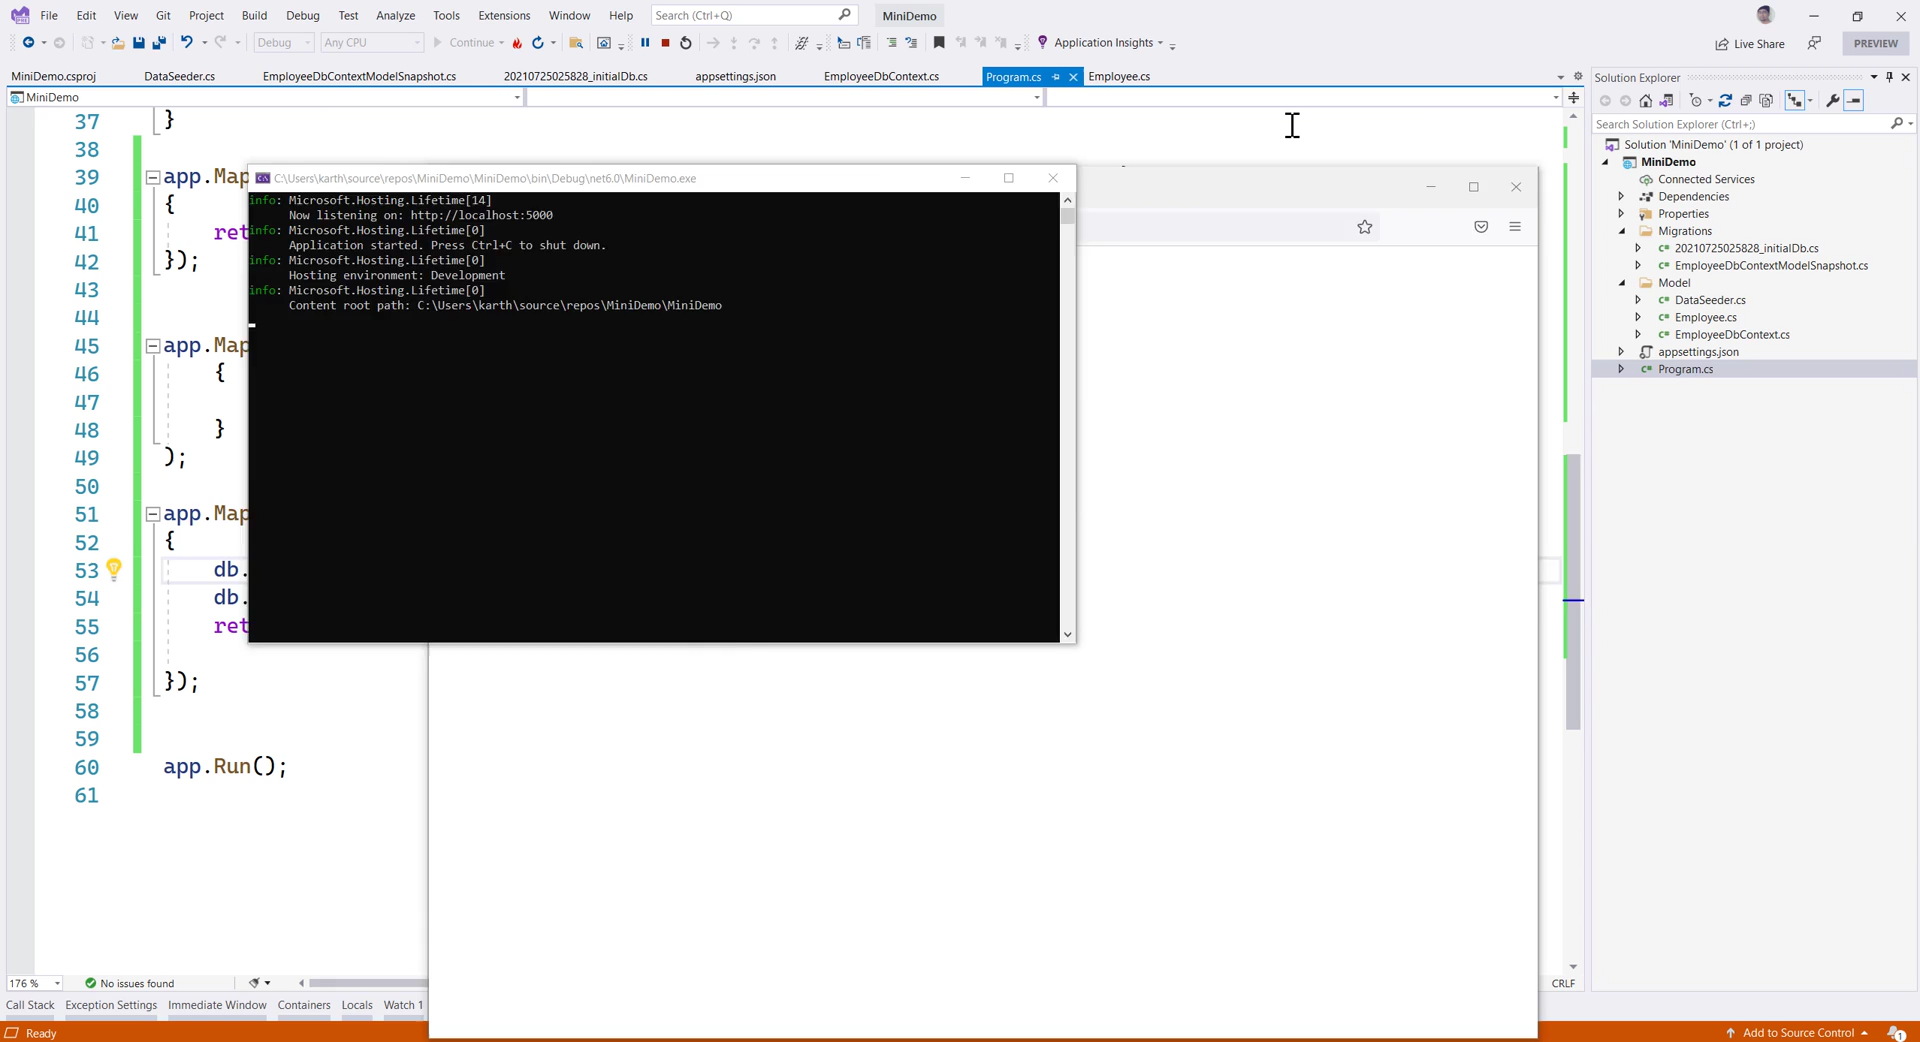 File Edit View Git Project Build Debug Test Analyze Tools Extensions Window Help Search (Ctrl+Q) MiniDemo
Debug Any CPU Continue Application Insights Live Share PREVIEW
MiniDemo.csproj DataSeeder.cs EmployeeDbContextModelSnapshot.cs 20210725025828_initialDb.cs appsettings.json EmployeeDbContext.cs Program.cs Employee.cs
MiniDemo
37 }
38
39 app.Map
40 {
41 ret
42 });
43
44
45 app.Map
46 {
47
48 }
49 );
50
51 app.Map
52 {
53 db.
54 db.
55 ret
56
57 });
58
59
60 app.Run();
61
C:\Users\karth\source\repos\MiniDemo\MiniDemo\bin\Debug\net6.0\MiniDemo.exe
info: Microsoft.Hosting.Lifetime[14]
Now listening on: http://localhost:5000
info: Microsoft.Hosting.Lifetime[0]
Application started. Press Ctrl+C to shut down.
info: Microsoft.Hosting.Lifetime[0]
Hosting environment: Development
info: Microsoft.Hosting.Lifetime[0]
Content root path: C:\Users\karth\source\repos\MiniDemo\MiniDemo
Solution Explorer
Search Solution Explorer (Ctrl+;)
Solution 'MiniDemo' (1 of 1 project)
MiniDemo
Connected Services
Dependencies
Properties
Migrations
20210725025828_initialDb.cs
EmployeeDbContextModelSnapshot.cs
Model
DataSeeder.cs
Employee.cs
EmployeeDbContext.cs
appsettings.json
Program.cs
176 % No issues found CRLF
Call Stack Exception Settings Immediate Window Containers Locals Watch 1
Ready Add to Source Control 1